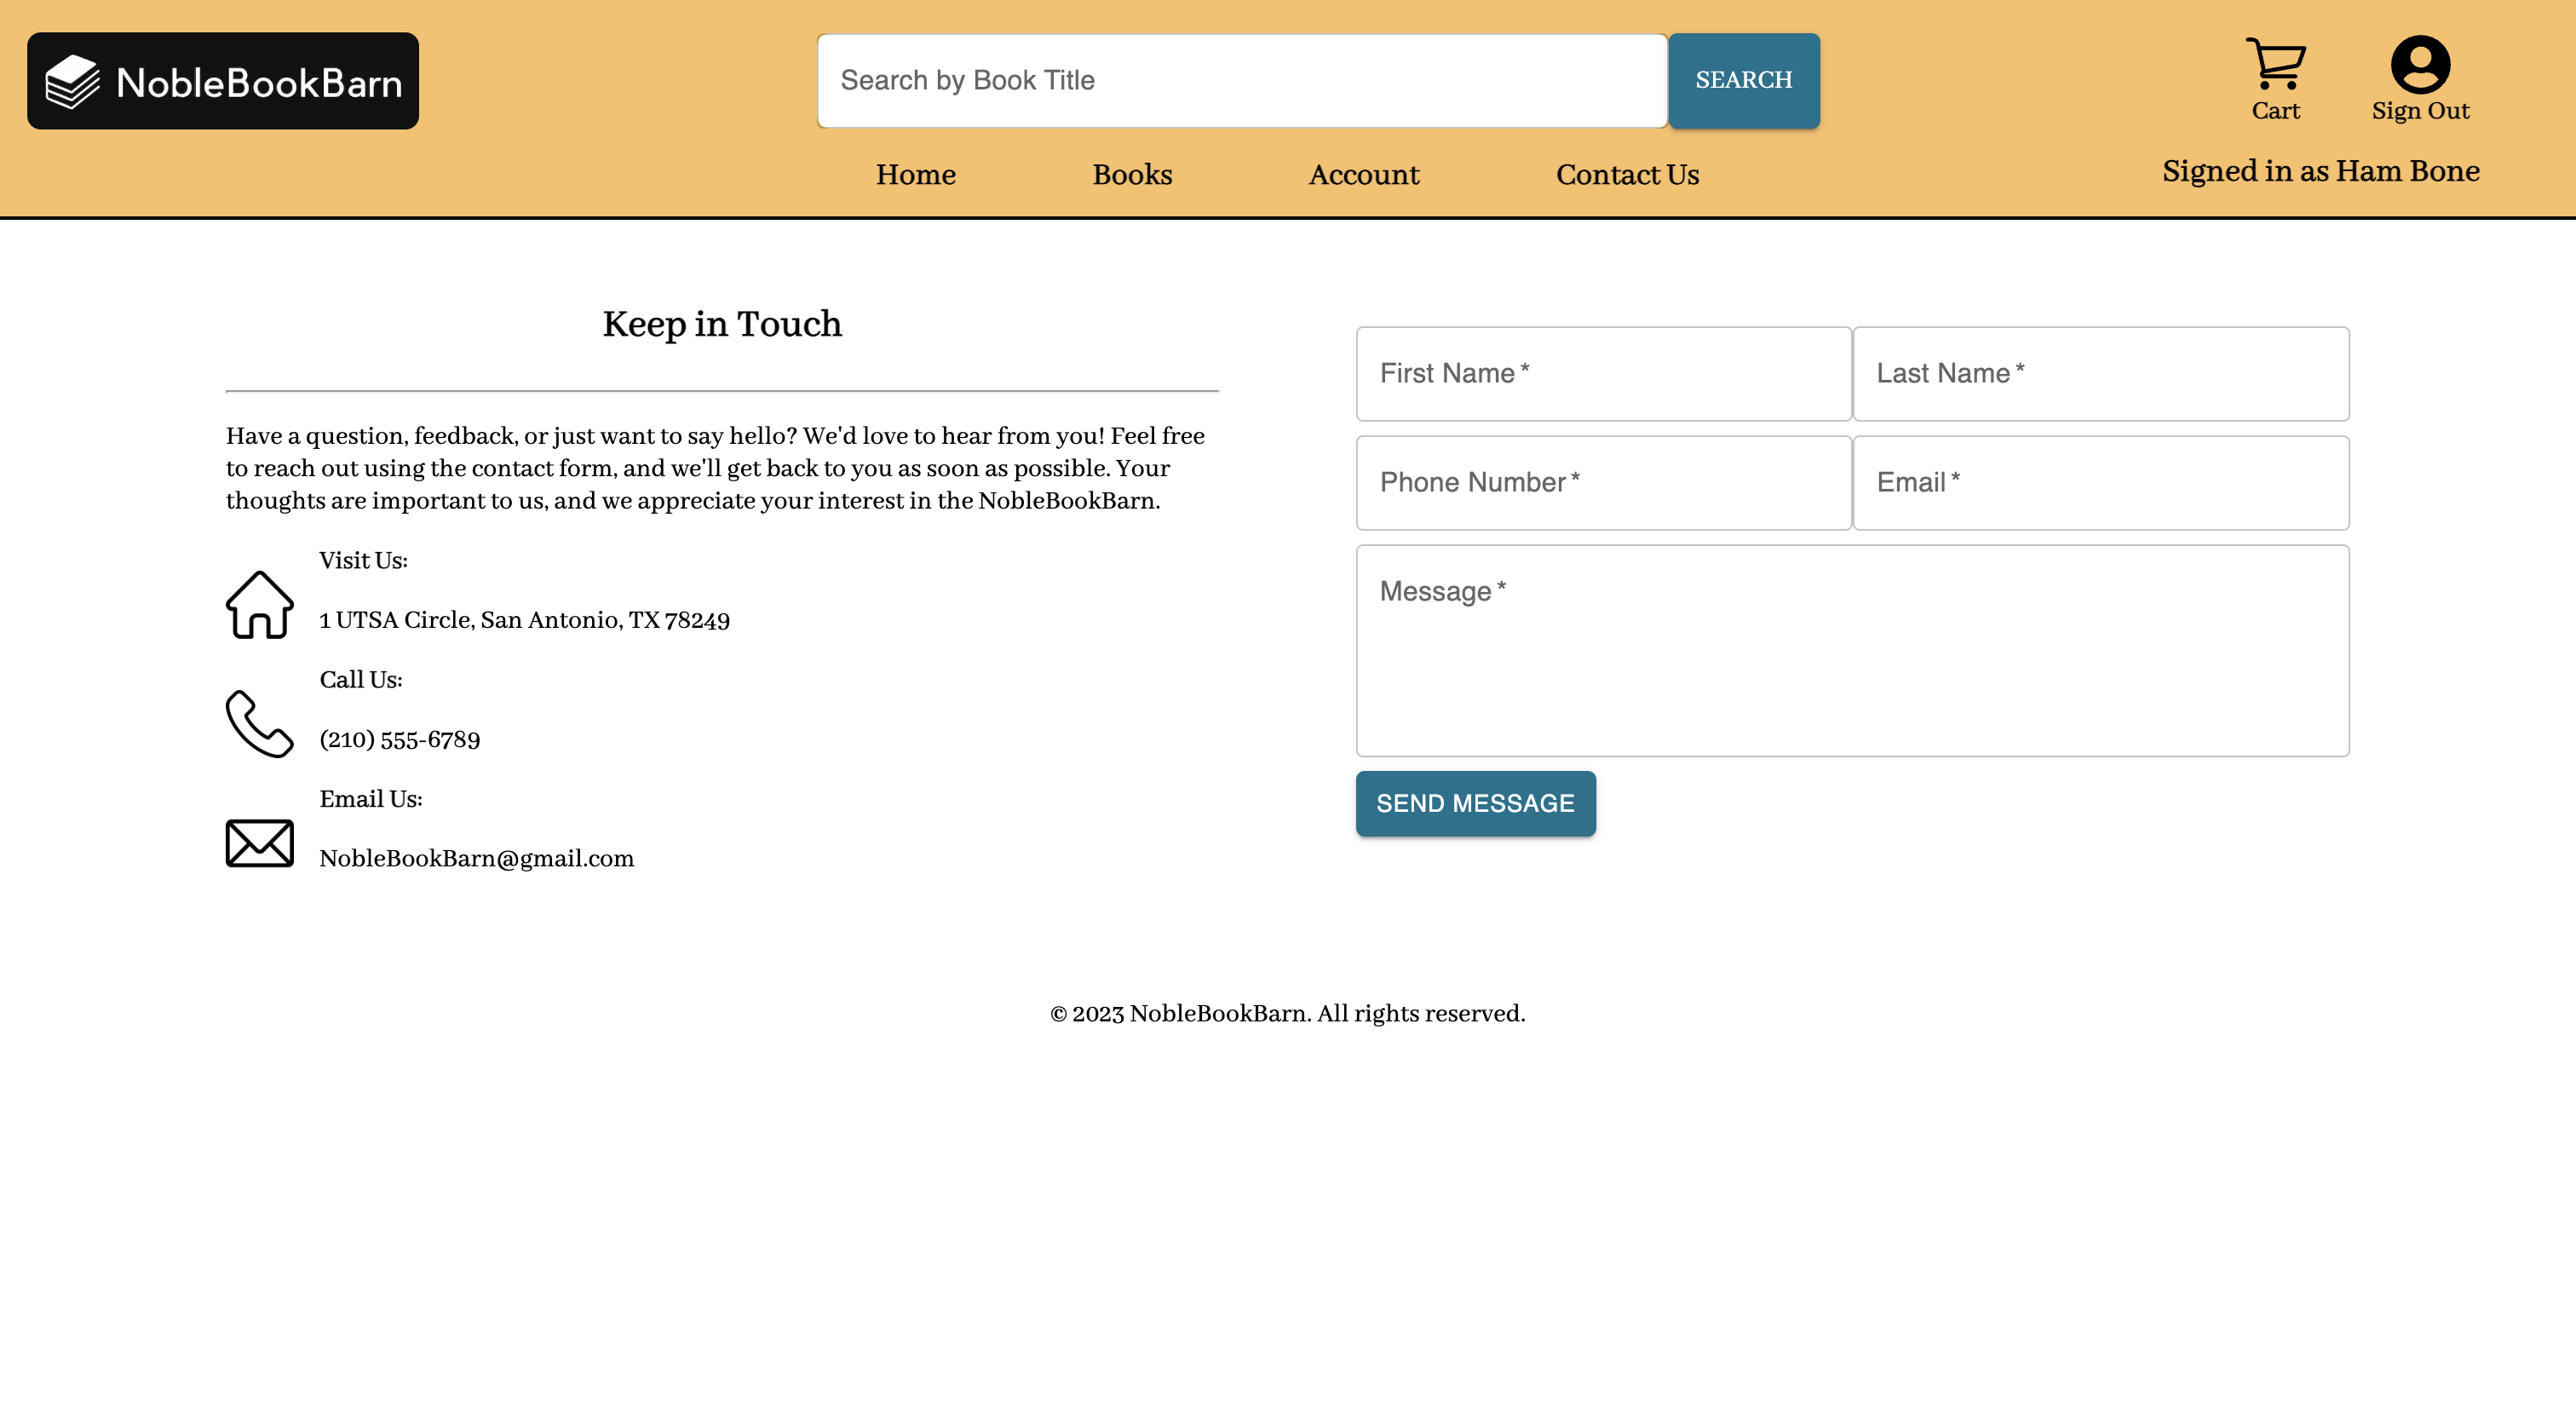 NobleBookBarn
Search by Book Title
SEARCH
Cart
Sign Out
Home
Books
Account
Contact Us
Signed in as Ham Bone
Keep in Touch
Have a question, feedback, or just want to say hello? We'd love to hear from you! Feel free
to reach out using the contact form, and we'll get back to you as soon as possible. Your
thoughts are important to us, and we appreciate your interest in the NobleBookBarn.
Visit Us:
1 UTSA Circle, San Antonio, TX 78249
Call Us:
(210) 555-6789
Email Us:
NobleBookBarn@gmail.com
First Name *
Last Name *
Phone Number *
Email *
Message *
SEND MESSAGE
© 2023 NobleBookBarn. All rights reserved.